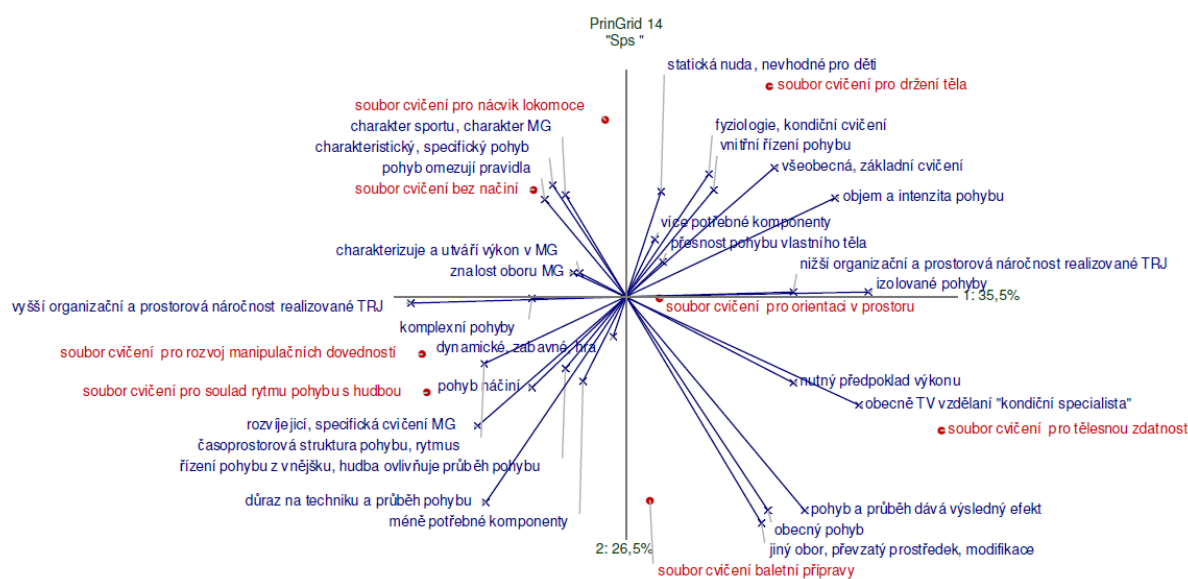 PrinGrid 14
"Sps "
statická nuda, nevhodné pro děti
soubor cvičení pro držení těla
soubor cvičení pro nácvik lokomoce
charakter sportu, charakter MG
fyziologie, kondiční cvičení
charakteristický, specifický pohyb
vnitřní řízení pohybu
pohyb omezují pravidla
všeobecná, základní cvičení
soubor cvičení bez načiní
objem a intenzita pohybu
více potřebné komponenty
charakterizuje a utváří výkon v MG
přesnost pohybu vlastního těla
znalost oboru MG
nižší organizační a prostorová náročnost realizované TRJ
izolované pohyby
1: 35,5%
vyšší organizační a prostorová náročnost realizované TRJ
soubor cvičení pro orientaci v prostoru
komplexní pohyby
dynamické, zabavné, hra
soubor cvičení pro rozvoj manipulačních dovedností
nutný předpoklad výkonu
soubor cvičení pro soulad rytmu pohybu s hudbou
pohyb náčiní
obecně TV vzdělaní "kondiční specialista"
rozvíjející, specifická cvičení MG
soubor cvičení pro tělesnou zdatnost
časoprostorová struktura pohybu, rytmus
řízení pohybu z vnějšku, hudba ovlivňuje průběh pohybu
důraz na techniku a průběh pohybu
pohyb a průběh dává výsledný efekt
méně potřebné komponenty
obecný pohyb
2: 26,5%
jiný obor, převzatý prostředek, modifikace
soubor cvičení baletní přípravy